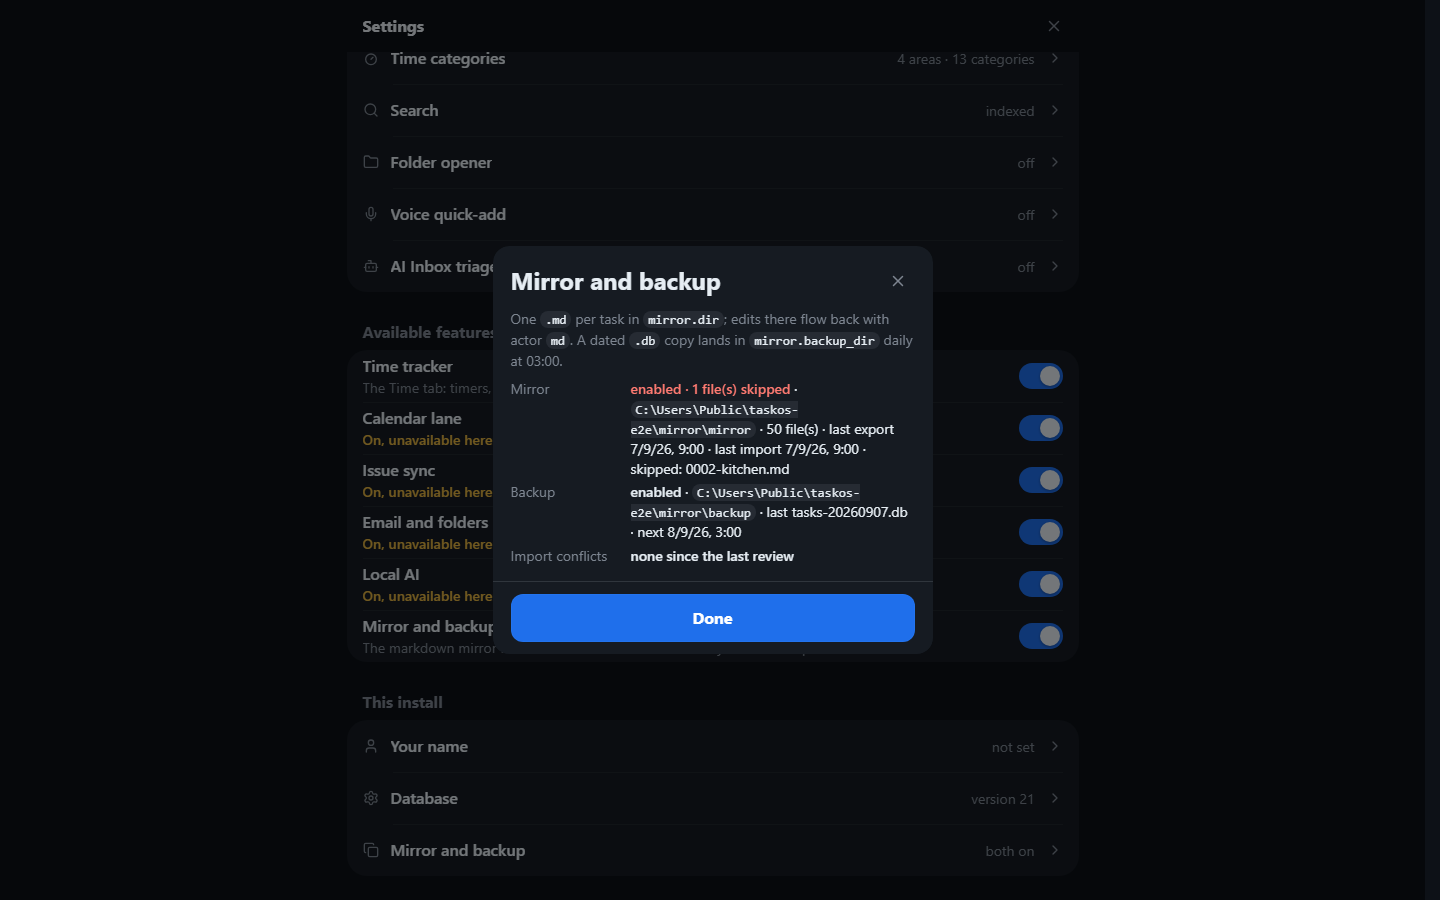 Settings
Time categories
4 areas · 13 categories
Search
indexed
Folder opener
off
Voice quick-add
off
AI Inbox triage
off
Mirror and backup
One .md per task in mirror.dir; edits there flow back with
actor md. A dated .db copy lands in mirror.backup_dir daily
at 03:00.
Mirror
enabled · 1 file(s) skipped ·
C:\Users\Public\taskos-
e2e\mirror\mirror · 50 file(s) · last export
7/9/26, 9:00 · last import 7/9/26, 9:00 ·
skipped: 0002-kitchen.md
Backup
enabled · C:\Users\Public\taskos-
e2e\mirror\backup · last tasks-20260907.db
· next 8/9/26, 3:00
Import conflicts
none since the last review
Done
Available features
Time tracker
The Time tab: timers,
Calendar lane
On, unavailable here
Issue sync
On, unavailable here
Email and folders
On, unavailable here
Local AI
On, unavailable here
Mirror and backup
The markdown mirror
This install
Your name
not set
Database
version 21
Mirror and backup
both on